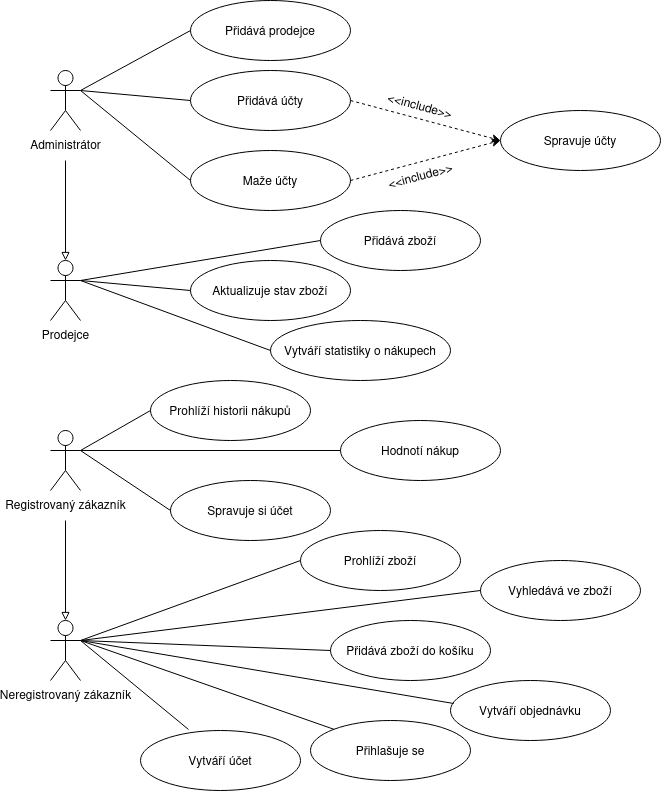 Přidává prodejce
Přidává účty
<<include>>
Spravuje účty
Administrátor
Maže účty
<<include>>
Přidává zboží
Aktualizuje stav zboží
Prodejce
Vytváří statistiky o nákupech
Prohlíží historii nákupů
Hodnotí nákup
Registrovaný zákazník
Spravuje si účet
Prohlíží zboží
Vyhledává ve zboží
Přidává zboží do košíku
Neregistrovaný zákazník
Vytváří objednávku
Přihlašuje se
Vytváří účet